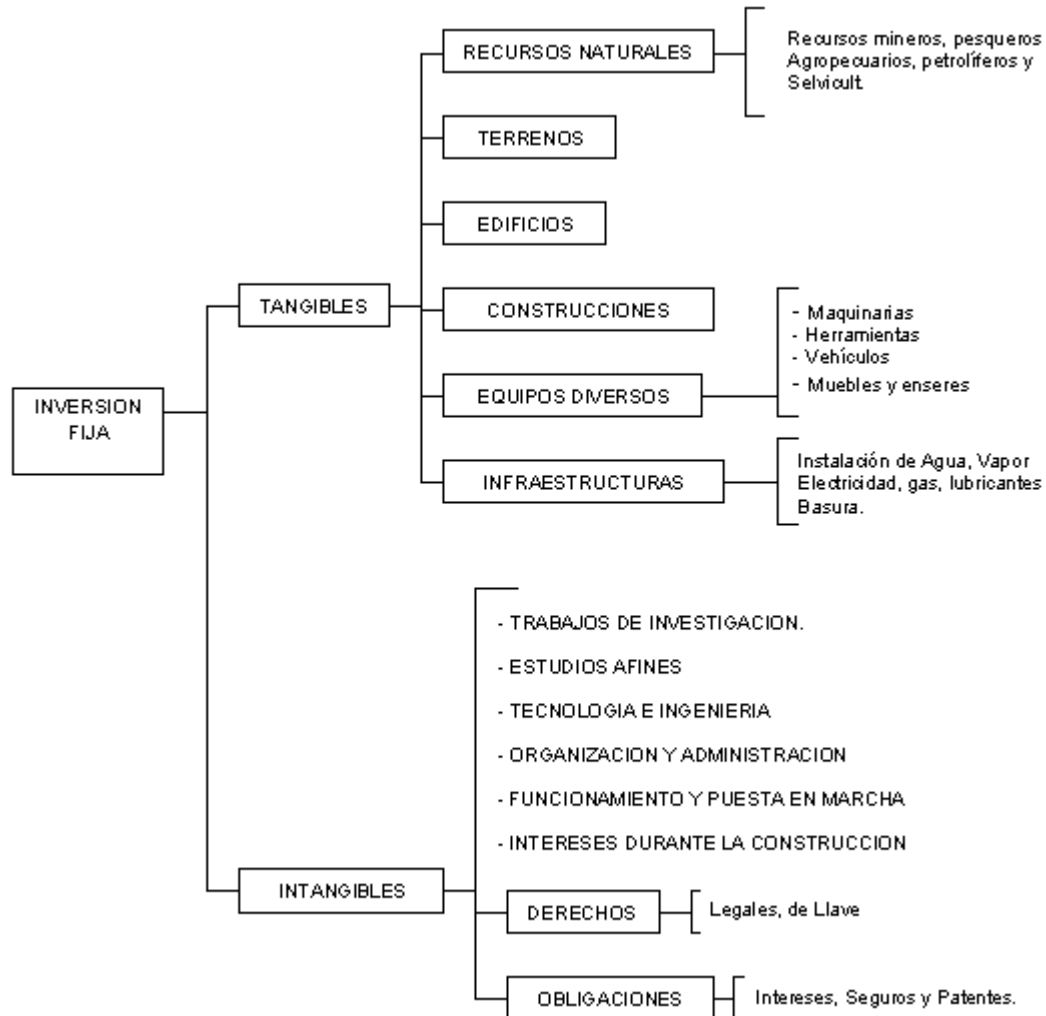 RECURSOS NATURALES
Recursos mineros, pesqueros
Agropecuarios, petrolíferos y
Selvicult.
TERRENOS
EDIFICIOS
TANGIBLES
CONSTRUCCIONES
- Maquinarias
- Herramientas
- Vehículos
- Muebles y enseres
EQUIPOS DIVERSOS
INVERSION
FIJA
INFRAESTRUCTURAS
Instalación de Agua, Vapor
Electricidad, gas, lubricantes
Basura.
- TRABAJOS DE INVESTIGACION.
- ESTUDIOS AFINES
- TECNOLOGIA E INGENIERIA
- ORGANIZACION Y ADMINISTRACION
- FUNCIONAMIENTO Y PUESTA EN MARCHA
- INTERESES DURANTE LA CONSTRUCCION
INTANGIBLES
DERECHOS
Legales, de Llave
OBLIGACIONES
Intereses, Seguros y Patentes.